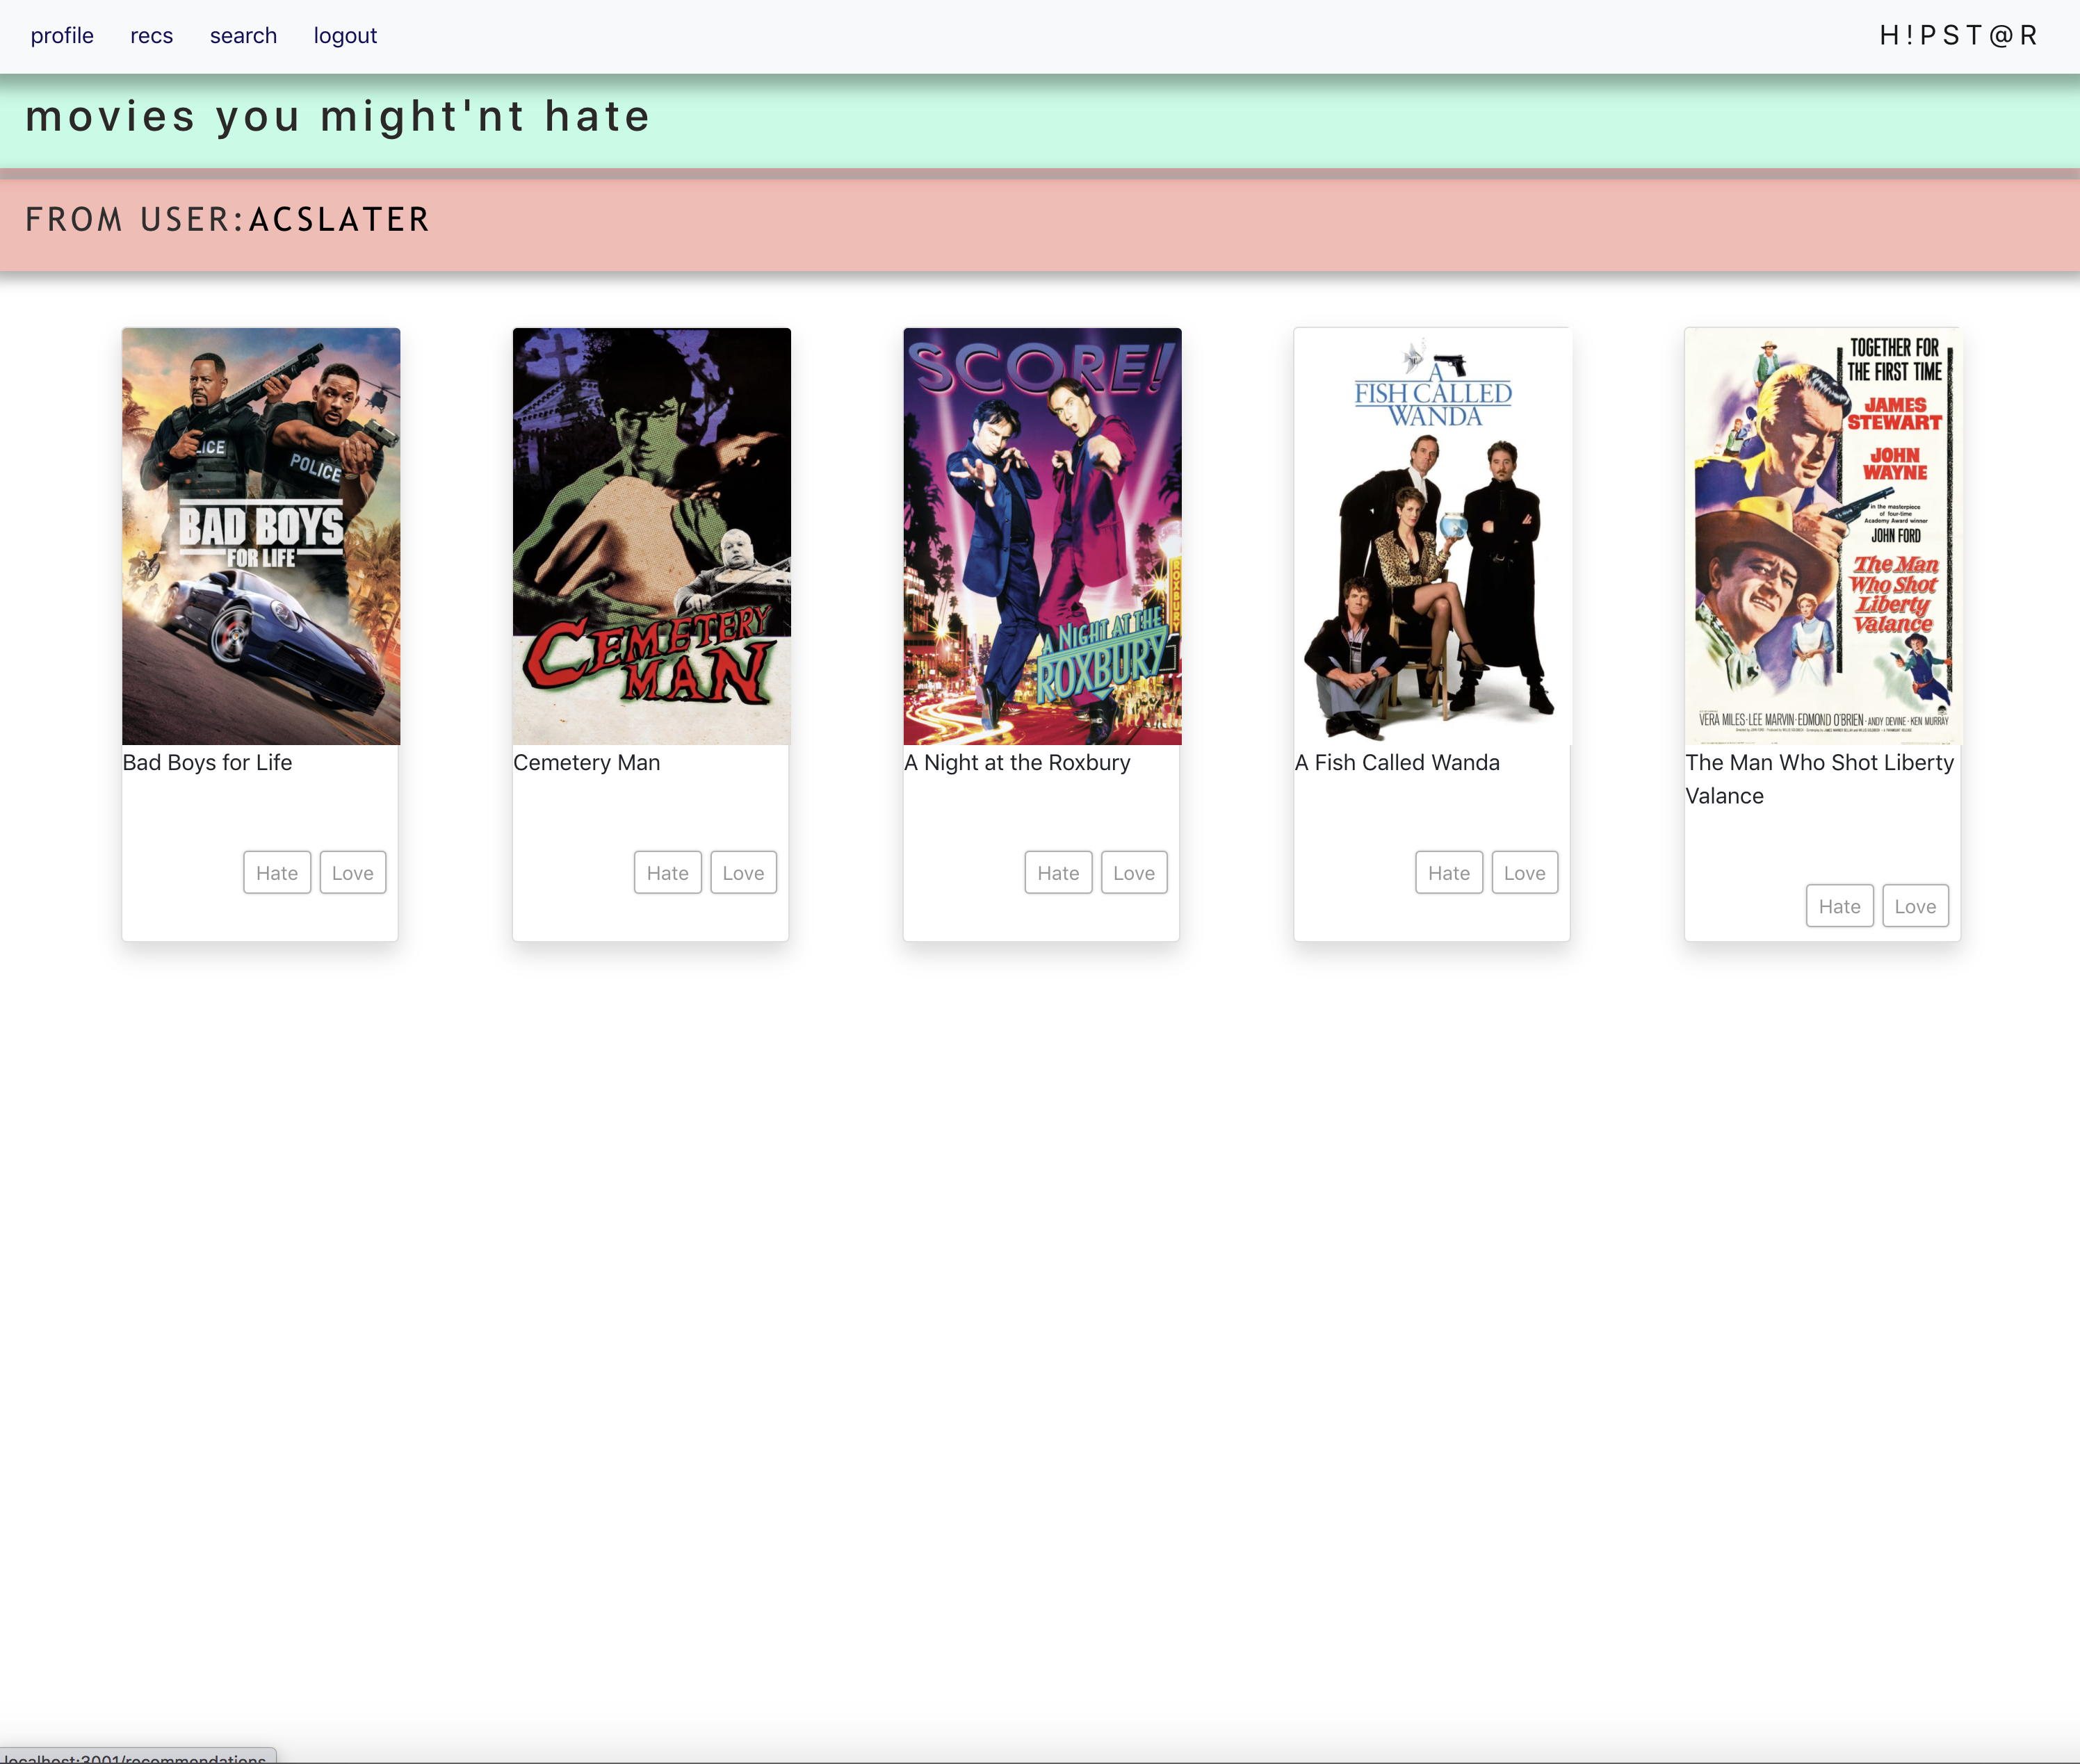 profile recs search logout H!PST@R
movies you might'nt hate
FROM USER:ACSLATER
POLICE
BAD BOYS
FOR LIFE
Bad Boys for Life
Hate Love
CEMETERY
MAN
Cemetery Man
Hate Love
SCORE!
ROXBURY
A NIGHT AT THE
ROXBURY
A Night at the Roxbury
Hate Love
A
FISH CALLED
WANDA
A Fish Called Wanda
Hate Love
TOGETHER FOR
THE FIRST TIME
JAMES
STEWART
JOHN
WAYNE
in the masterpiece
of four-time
Academy Award winner
JOHN FORD
The Man
Who Shot
Liberty
Valance
VERA MILES·LEE MARVIN·EDMOND O'BRIEN·ANDY DEVINE·KEN MURRAY
The Man Who Shot Liberty
Valance
Hate Love
localhost:3001/recommendations